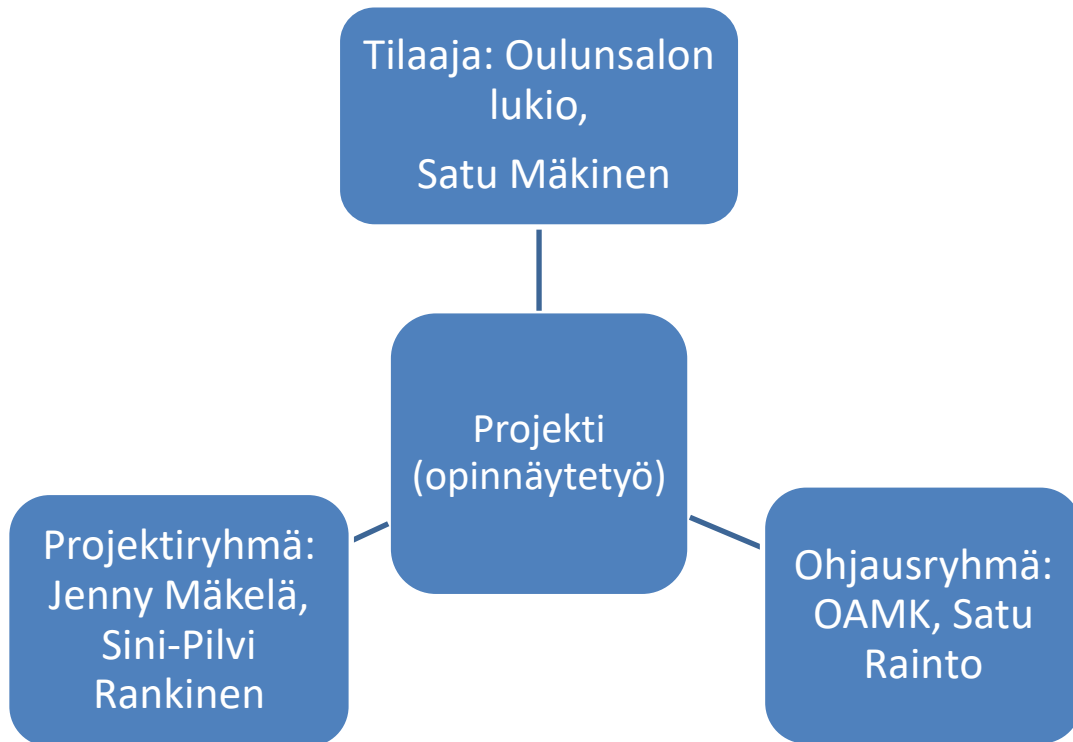 Tilaaja: Oulunsalon
lukio,
Satu Mäkinen
Projekti
(opinnäytetyö)
Projektiryhmä:
Jenny Mäkelä,
Sini-Pilvi
Rankinen
Ohjausryhmä:
OAMK, Satu
Rainto